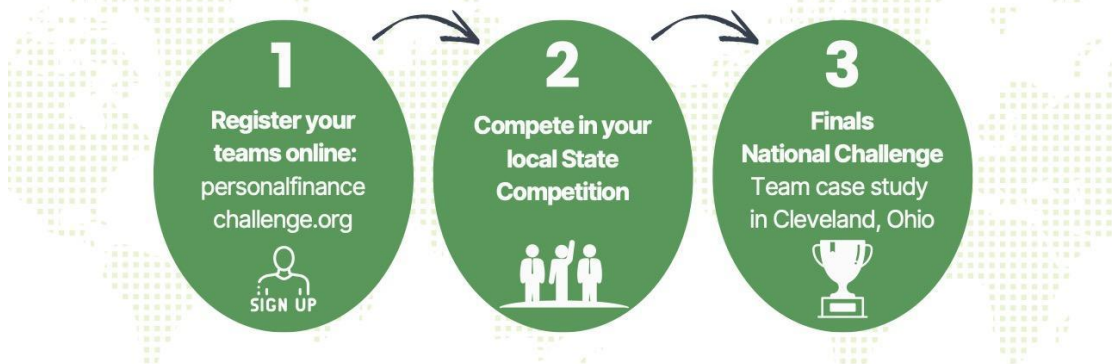 1
Register your
teams online:
personalfinance
challenge.org
SIGN UP
2
Compete in your
local State
Competition
3
Finals
National Challenge
Team case study
in Cleveland, Ohio